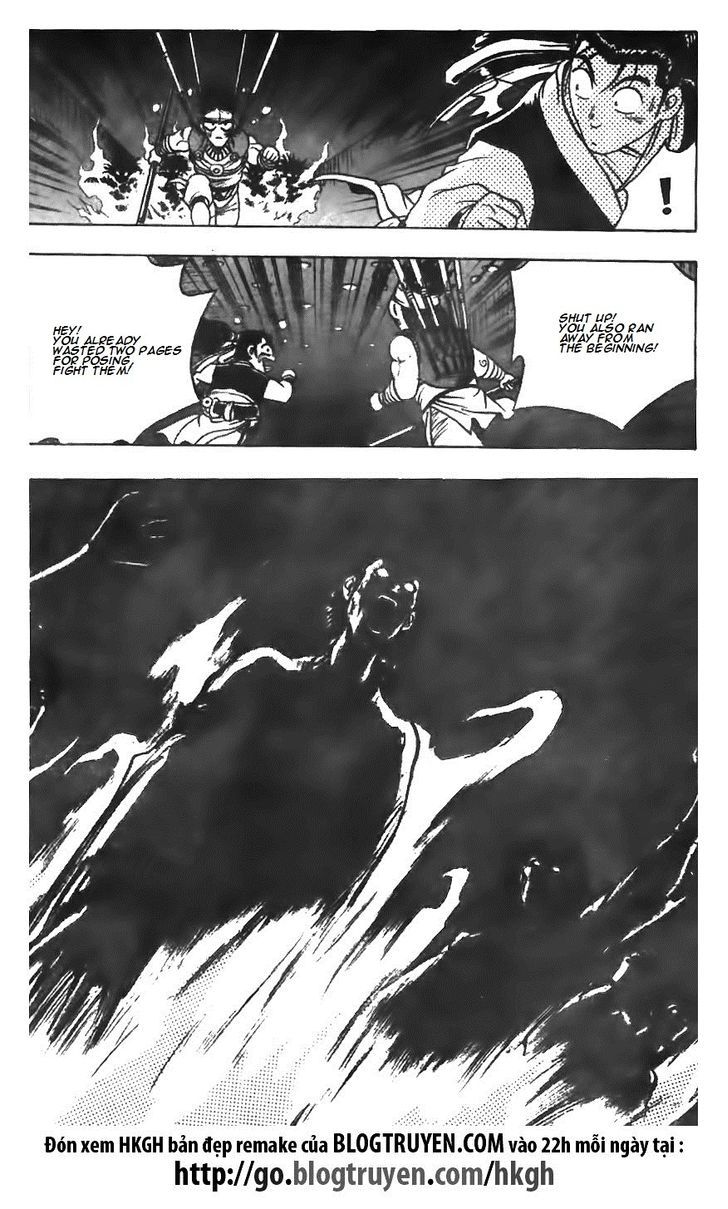 !
HEY!
YOU ALREADY
WASTED TWO PAGES
FOR POSING.
FIGHT THEM!
SHUT UP!
YOU ALSO RAN
AWAY FROM
THE BEGINNING!
Đón xem HKGH bản đẹp remake của BLOGTRUYEN.COM vào 22h mỗi ngày tại :
http://go.blogtruyen.com/hkgh